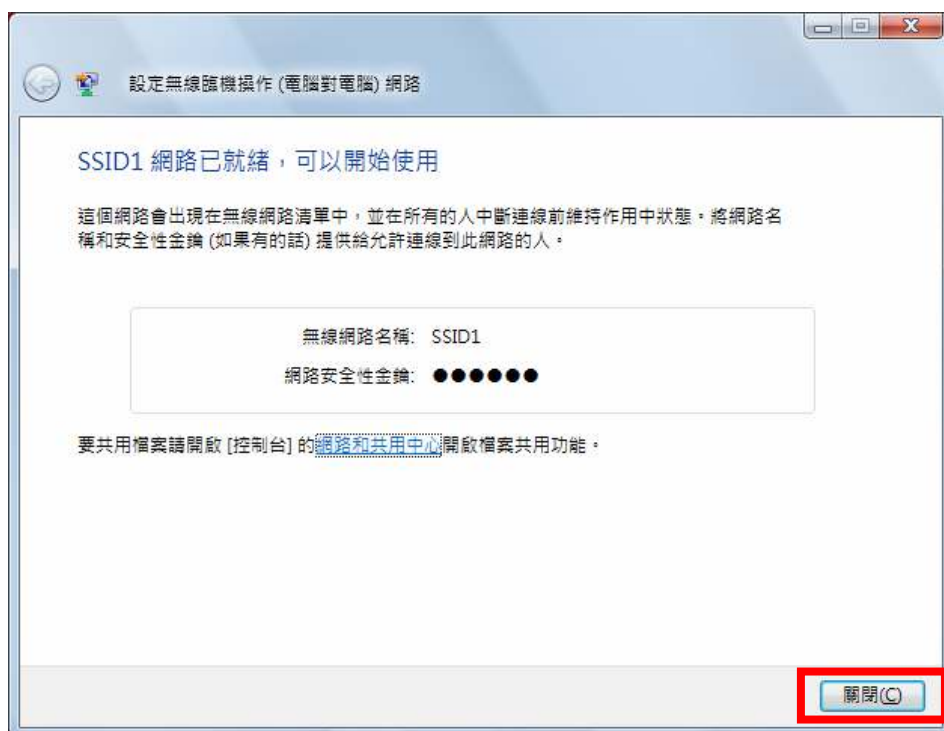 設定無線臨機操作 (電腦對電腦) 網路
SSID1 網路已就緒，可以開始使用
這個網路會出現在無線網路清單中，並在所有的人中斷連線前維持作用中狀態。將網路名
稱和安全性金鑰 (如果有的話) 提供給允許連線到此網路的人。
無線網路名稱: SSID1
網路安全性金鑰: ●●●●●●
要共用檔案請開啟 [控制台] 的網路和共用中心開啟檔案共用功能。
關閉(C)